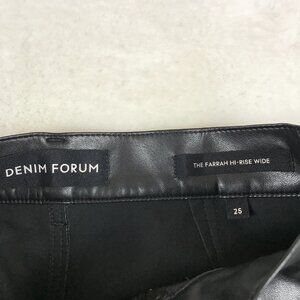 DENIM FORUM
THE FARRAH HI-RISE WIDE
25